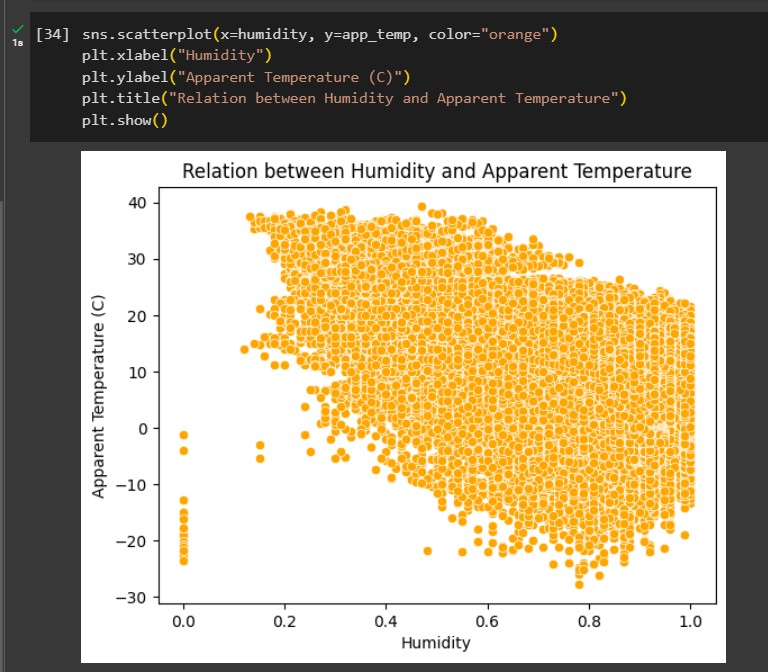 [34] sns.scatterplot(x=humidity, y=app_temp, color="orange")
1s
plt.xlabel("Humidity")
plt.ylabel("Apparent Temperature (C)")
plt.title("Relation between Humidity and Apparent Temperature")
plt.show()
Relation between Humidity and Apparent Temperature
40
30
20
10
0
−10
−20
−30
Apparent Temperature (C)
0.0 0.2 0.4 0.6 0.8 1.0
Humidity